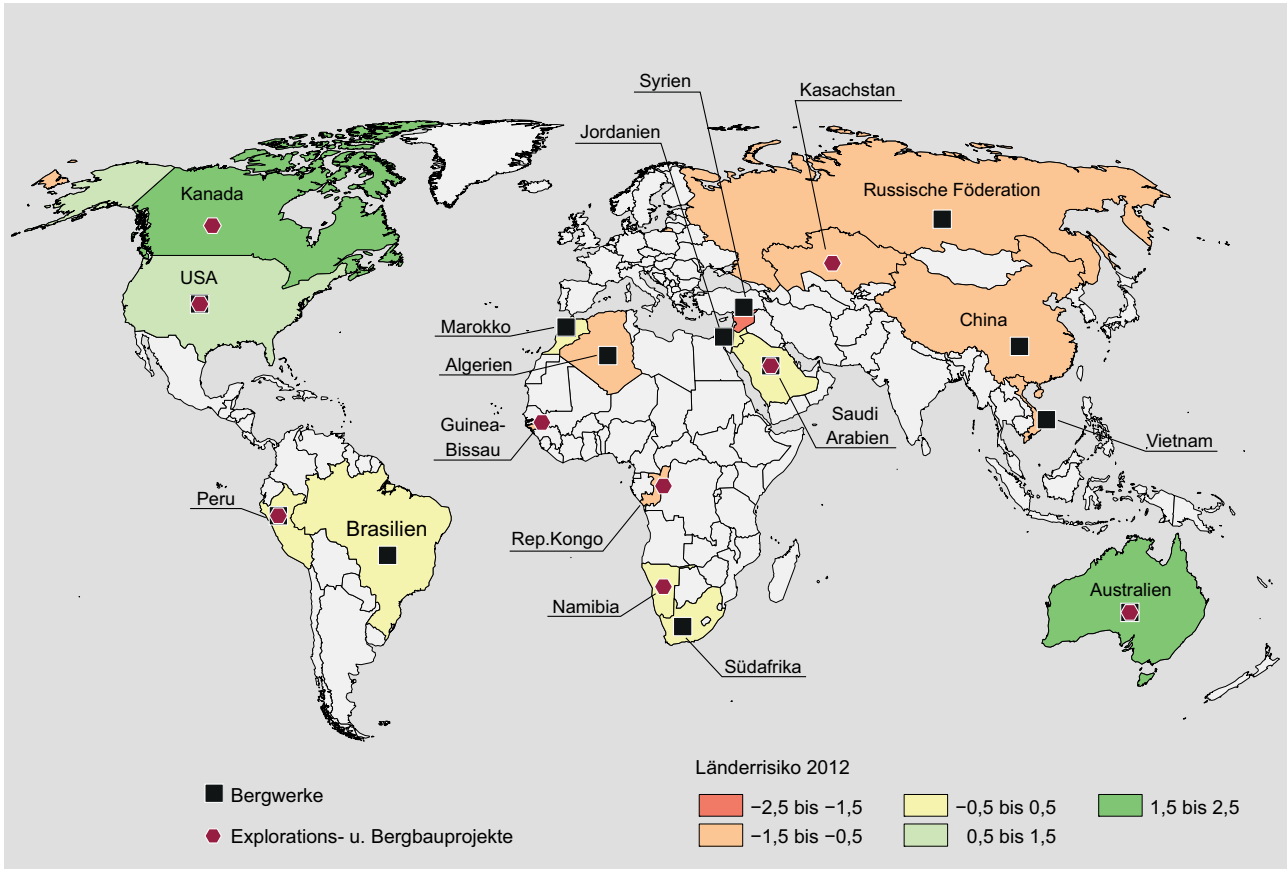 Syrien
Kasachstan
Jordanien
Kanada
Russische Föderation
USA
Marokko
China
Algerien
Guinea-
Bissau
Saudi
Arabien
Vietnam
Peru
Brasilien
Rep.Kongo
Namibia
Australien
Südafrika
Länderrisiko 2012
Bergwerke
−2,5 bis −1,5
−0,5 bis 0,5
1,5 bis 2,5
Explorations- u. Bergbauprojekte
−1,5 bis −0,5
0,5 bis 1,5